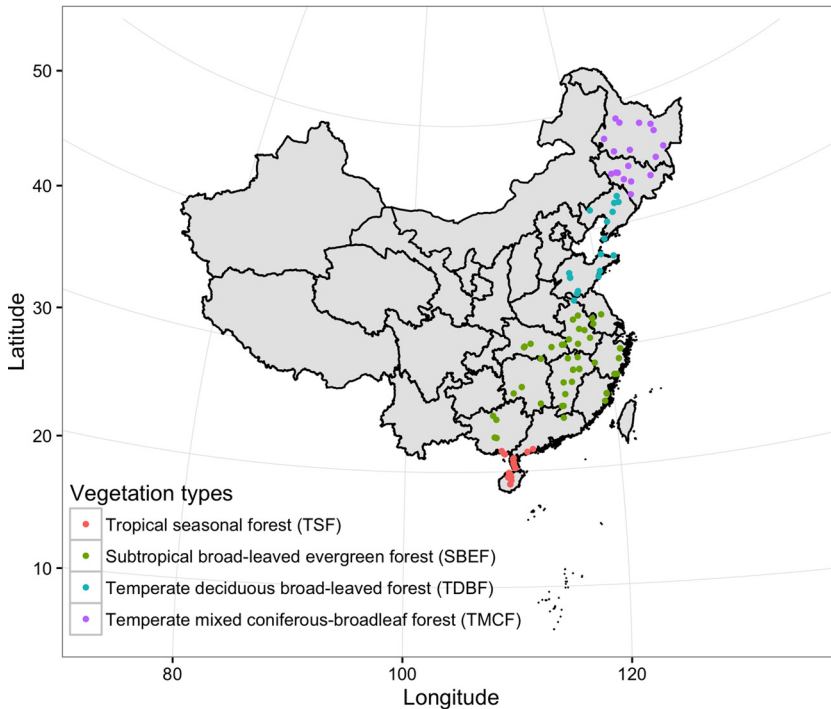 50
40
30
20
10
Latitude
Vegetation types
Tropical seasonal forest (TSF)
Subtropical broad-leaved evergreen forest (SBEF)
Temperate deciduous broad-leaved forest (TDBF)
Temperate mixed coniferous-broadleaf forest (TMCF)
80
100
120
Longitude